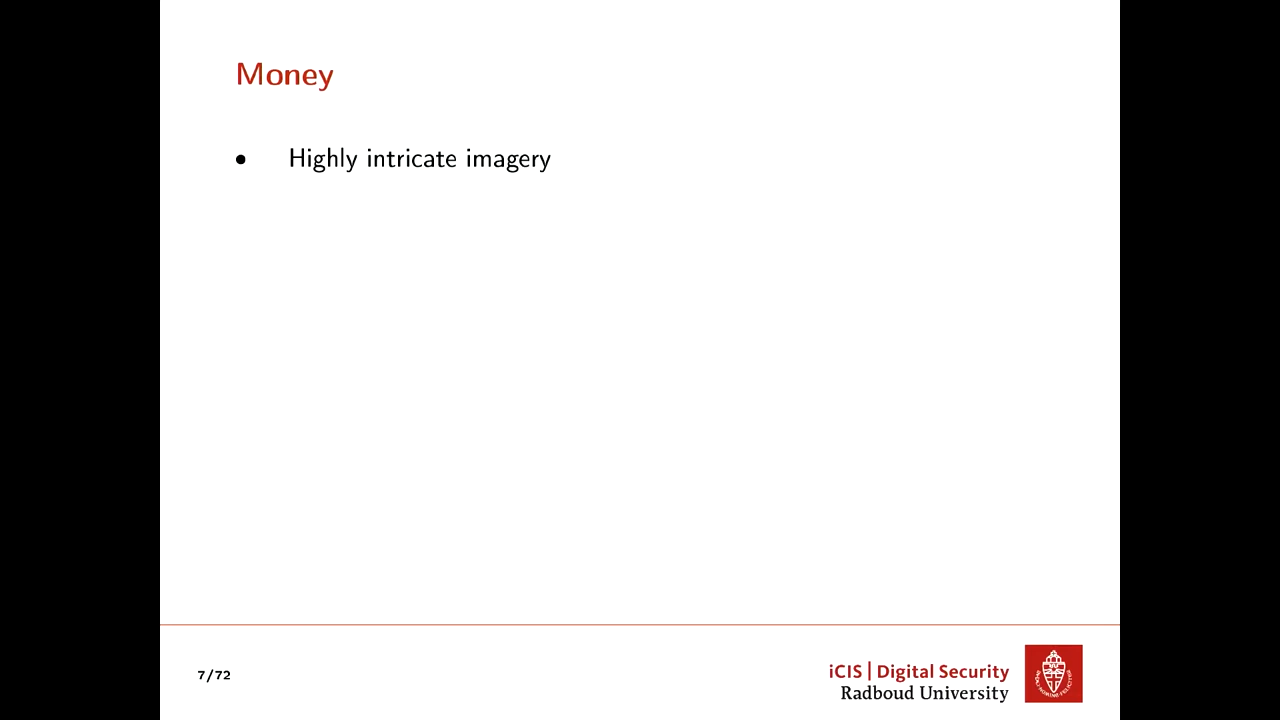 Money
• Highly intricate imagery
7/72
iCIS | Digital Security
Radboud University